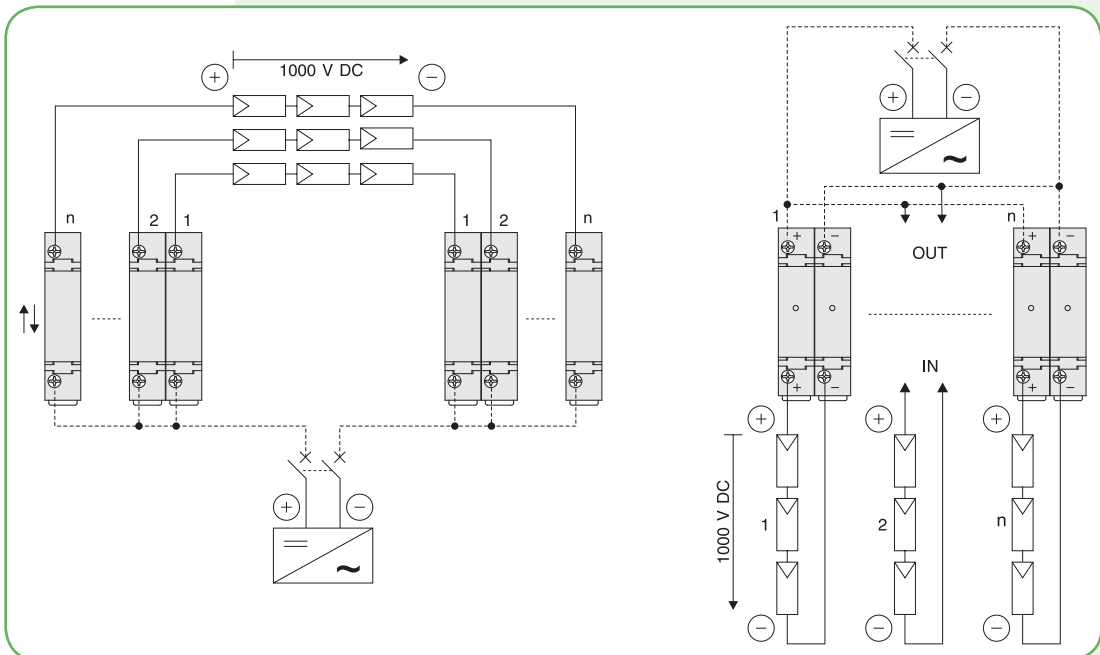 1000 V DC
+ −
n 2 1 1 2 n
+ −
+ −
1 n
+ − + −
OUT
IN
+ − + −
+ + +
1000 V DC
1 2 n
− − −